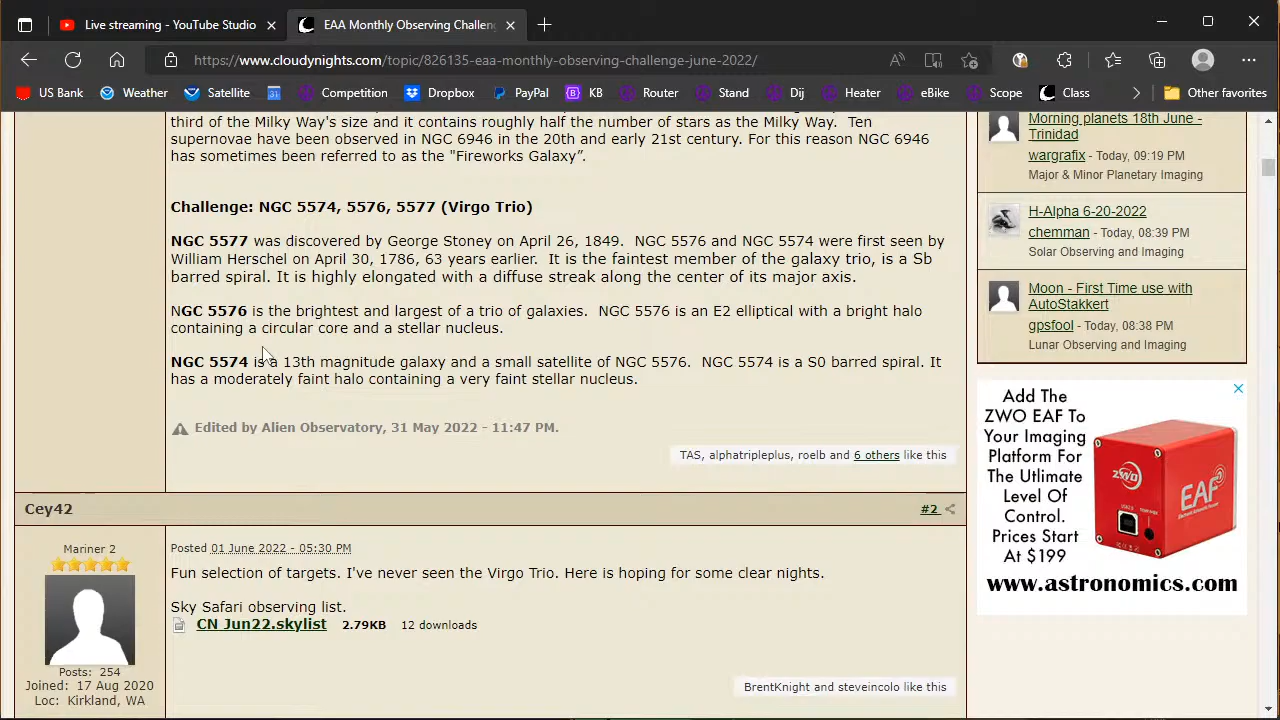 Live streaming - YouTube Studio
EAA Monthly Observing Challeng
https://www.cloudynights.com/topic/826135-eaa-monthly-observing-challenge-june-2022/
US Bank Weather Satellite 31 Competition Dropbox PayPal KB Router Stand Dij Heater eBike Scope Class Other favorites
third of the Milky Way's size and it contains roughly half the number of stars as the Milky Way. Ten
supernovae have been observed in NGC 6946 in the 20th and early 21st century. For this reason NGC 6946
has sometimes been referred to as the "Fireworks Galaxy”.
Challenge: NGC 5574, 5576, 5577 (Virgo Trio)
NGC 5577 was discovered by George Stoney on April 26, 1849. NGC 5576 and NGC 5574 were first seen by
William Herschel on April 30, 1786, 63 years earlier. It is the faintest member of the galaxy trio, is a Sb
barred spiral. It is highly elongated with a diffuse streak along the center of its major axis.
NGC 5576 is the brightest and largest of a trio of galaxies. NGC 5576 is an E2 elliptical with a bright halo
containing a circular core and a stellar nucleus.
NGC 5574 is a 13th magnitude galaxy and a small satellite of NGC 5576. NGC 5574 is a S0 barred spiral. It
has a moderately faint halo containing a very faint stellar nucleus.
Edited by Alien Observatory, 31 May 2022 - 11:47 PM.
TAS, alphatripleplus, roelb and 6 others like this
Cey42
#2
Mariner 2
Posts: 254
Joined: 17 Aug 2020
Loc: Kirkland, WA
Posted 01 June 2022 - 05:30 PM
Fun selection of targets. I've never seen the Virgo Trio. Here is hoping for some clear nights.
Sky Safari observing list.
CN Jun22.skylist 2.79KB 12 downloads
BrentKnight and steveincolo like this
Morning planets 18th June -
Trinidad
wargrafix - Today, 09:19 PM
Major & Minor Planetary Imaging
H-Alpha 6-20-2022
chemman - Today, 08:39 PM
Solar Observing and Imaging
Moon - First Time use with
AutoStakkert
gpsfool - Today, 08:38 PM
Lunar Observing and Imaging
Add The
ZWO EAF To
Your Imaging
Platform For
The Utlimate
Level Of
Control.
Prices Start
At $199
ZWO
EAF
www.astronomics.com